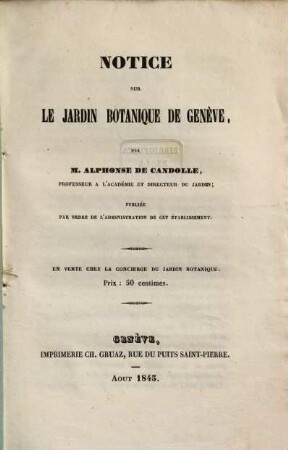 NOTICE
SUR
LE JARDIN BOTANIQUE DE GENÈVE,
PAR
M. ALPHONSE DE CANDOLLE,
PROFESSEUR A L'ACADÉMIE ET DIRECTEUR DU JARDIN;
PUBLIÉE
PAR ORDRE DE L'ADMINISTRATION DE CET ÉTABLISSEMENT.
EN VENTE CHEZ LA CONCIERGE DU JARDIN BOTANIQUE.
Prix : 50 centimes.
GENÈVE,
IMPRIMERIE CH. GRUAZ, RUE DU PUITS SAINT-PIERRE.
AOUT 1845.